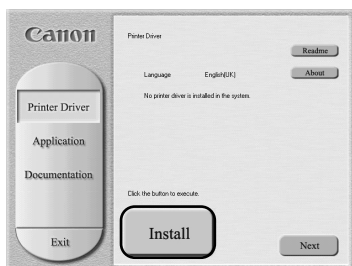 Canon
Printer Driver
Readme
Language English(UK)
About
No printer driver is installed in the system.
Printer Driver
Application
Documentation
Click the button to execute.
Install
Exit
Next